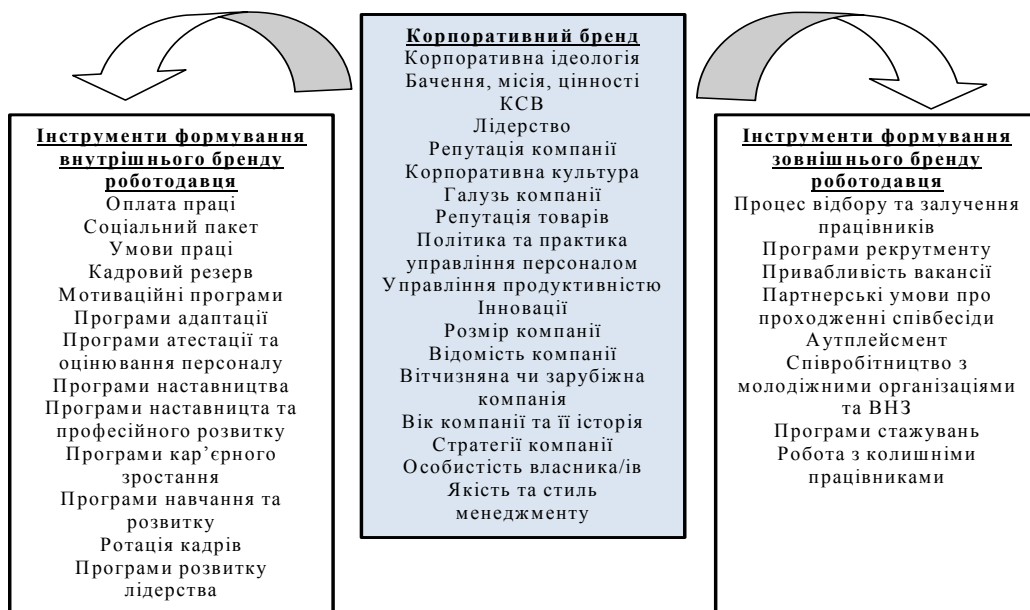 Інструменти формування
внутрішнього бренду
роботодавця
Оплата праці
Соціальний пакет
Умови праці
Кадровий резерв
Мотиваційні програми
Програми адаптації
Програми атестації та
оцінювання персоналу
Програми наставництва
Програми наставницта та
професійного розвитку
Програми кар’єрного
зростання
Програми навчання та
розвитку
Ротація кадрів
Програми розвитку
лідерства
Корпоративний бренд
Корпоративна ідеологія
Бачення, місія, цінності
КСВ
Лідерство
Репутація компанії
Корпоративна культура
Галузь компанії
Репутація товарів
Політика та практика
управління персоналом
Управління продуктивністю
Інновації
Розмір компанії
Відомість компанії
Вітчизняна чи зарубіжна
компанія
Вік компанії та її історія
Стратегії компанії
Особистість власника/ів
Якість та стиль
менеджменту
Інструменти формування
зовнішнього бренду
роботодавця
Процес відбору та залучення
працівників
Програми рекрутменту
Привабливість вакансії
Партнерські умови про
проходженні співбесіди
Аутплейсмент
Співробітництво з
молодіжними організаціями
та ВНЗ
Програми стажувань
Робота з колишніми
працівниками